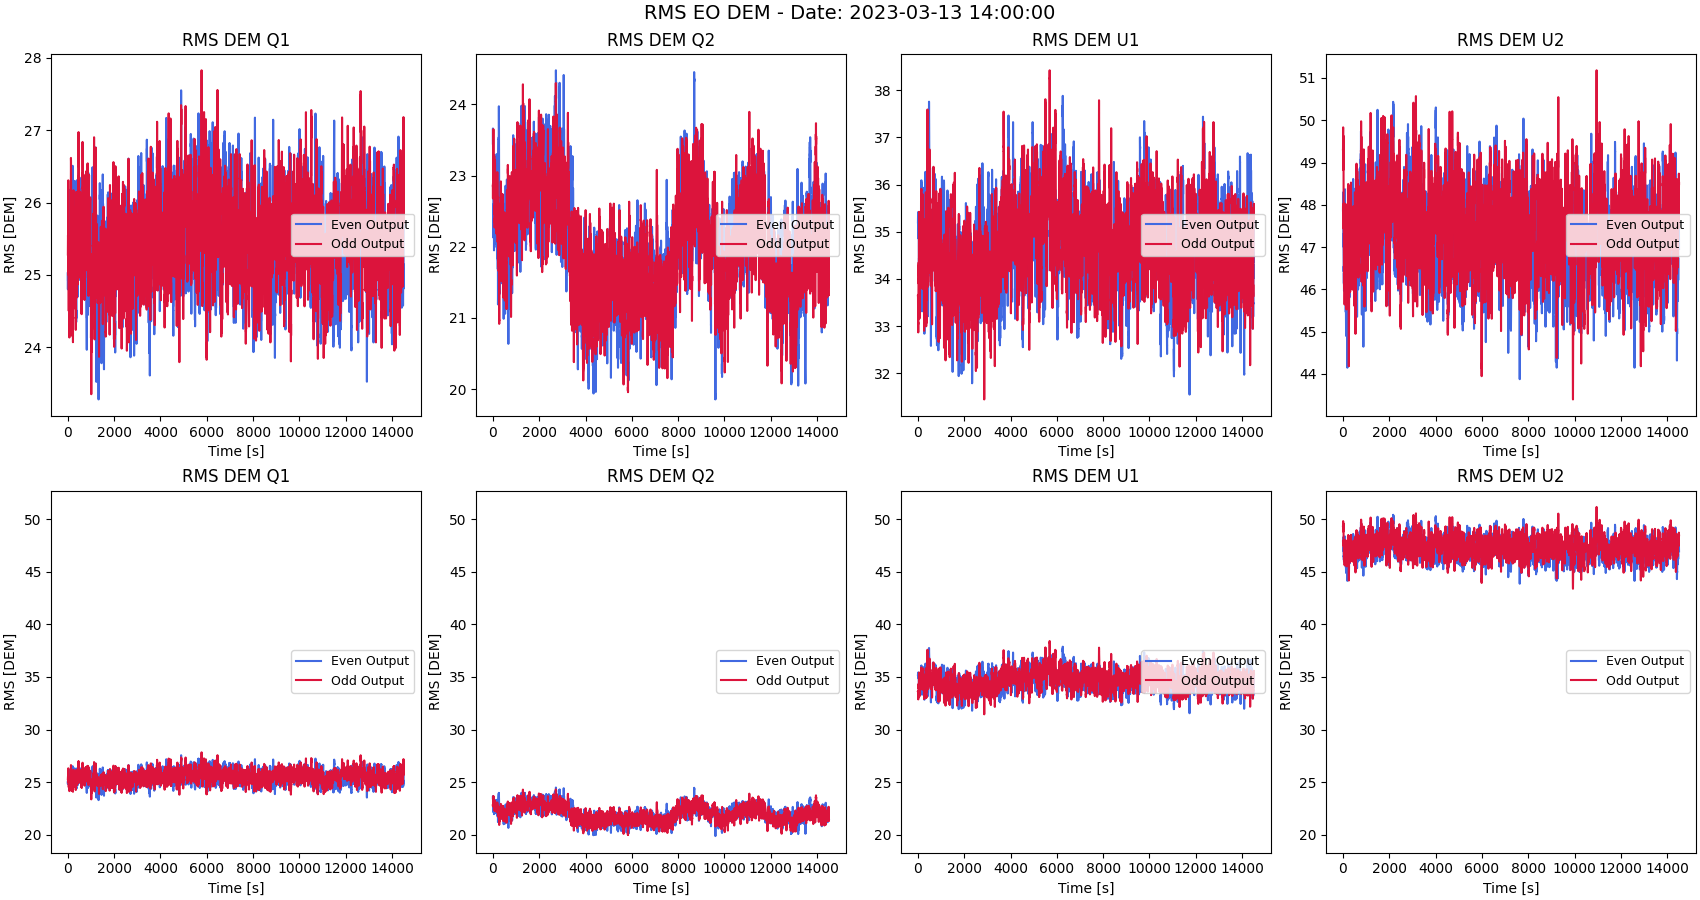 RMS EO DEM - Date: 2023-03-13 14:00:00
RMS DEM Q1
RMS [DEM]
28
27
26
25
24
Even Output
Odd Output
0 2000 4000 6000 8000 10000 12000 14000
Time [s]
RMS DEM Q2
RMS [DEM]
24
23
22
21
20
Even Output
Odd Output
0 2000 4000 6000 8000 10000 12000 14000
Time [s]
RMS DEM U1
RMS [DEM]
38
37
36
35
34
33
32
Even Output
Odd Output
0 2000 4000 6000 8000 10000 12000 14000
Time [s]
RMS DEM U2
RMS [DEM]
51
50
49
48
47
46
45
44
Even Output
Odd Output
0 2000 4000 6000 8000 10000 12000 14000
Time [s]
RMS DEM Q1
RMS [DEM]
50
45
40
35
30
25
20
Even Output
Odd Output
0 2000 4000 6000 8000 10000 12000 14000
Time [s]
RMS DEM Q2
RMS [DEM]
50
45
40
35
30
25
20
Even Output
Odd Output
0 2000 4000 6000 8000 10000 12000 14000
Time [s]
RMS DEM U1
RMS [DEM]
50
45
40
35
30
25
20
Even Output
Odd Output
0 2000 4000 6000 8000 10000 12000 14000
Time [s]
RMS DEM U2
RMS [DEM]
50
45
40
35
30
25
20
Even Output
Odd Output
0 2000 4000 6000 8000 10000 12000 14000
Time [s]